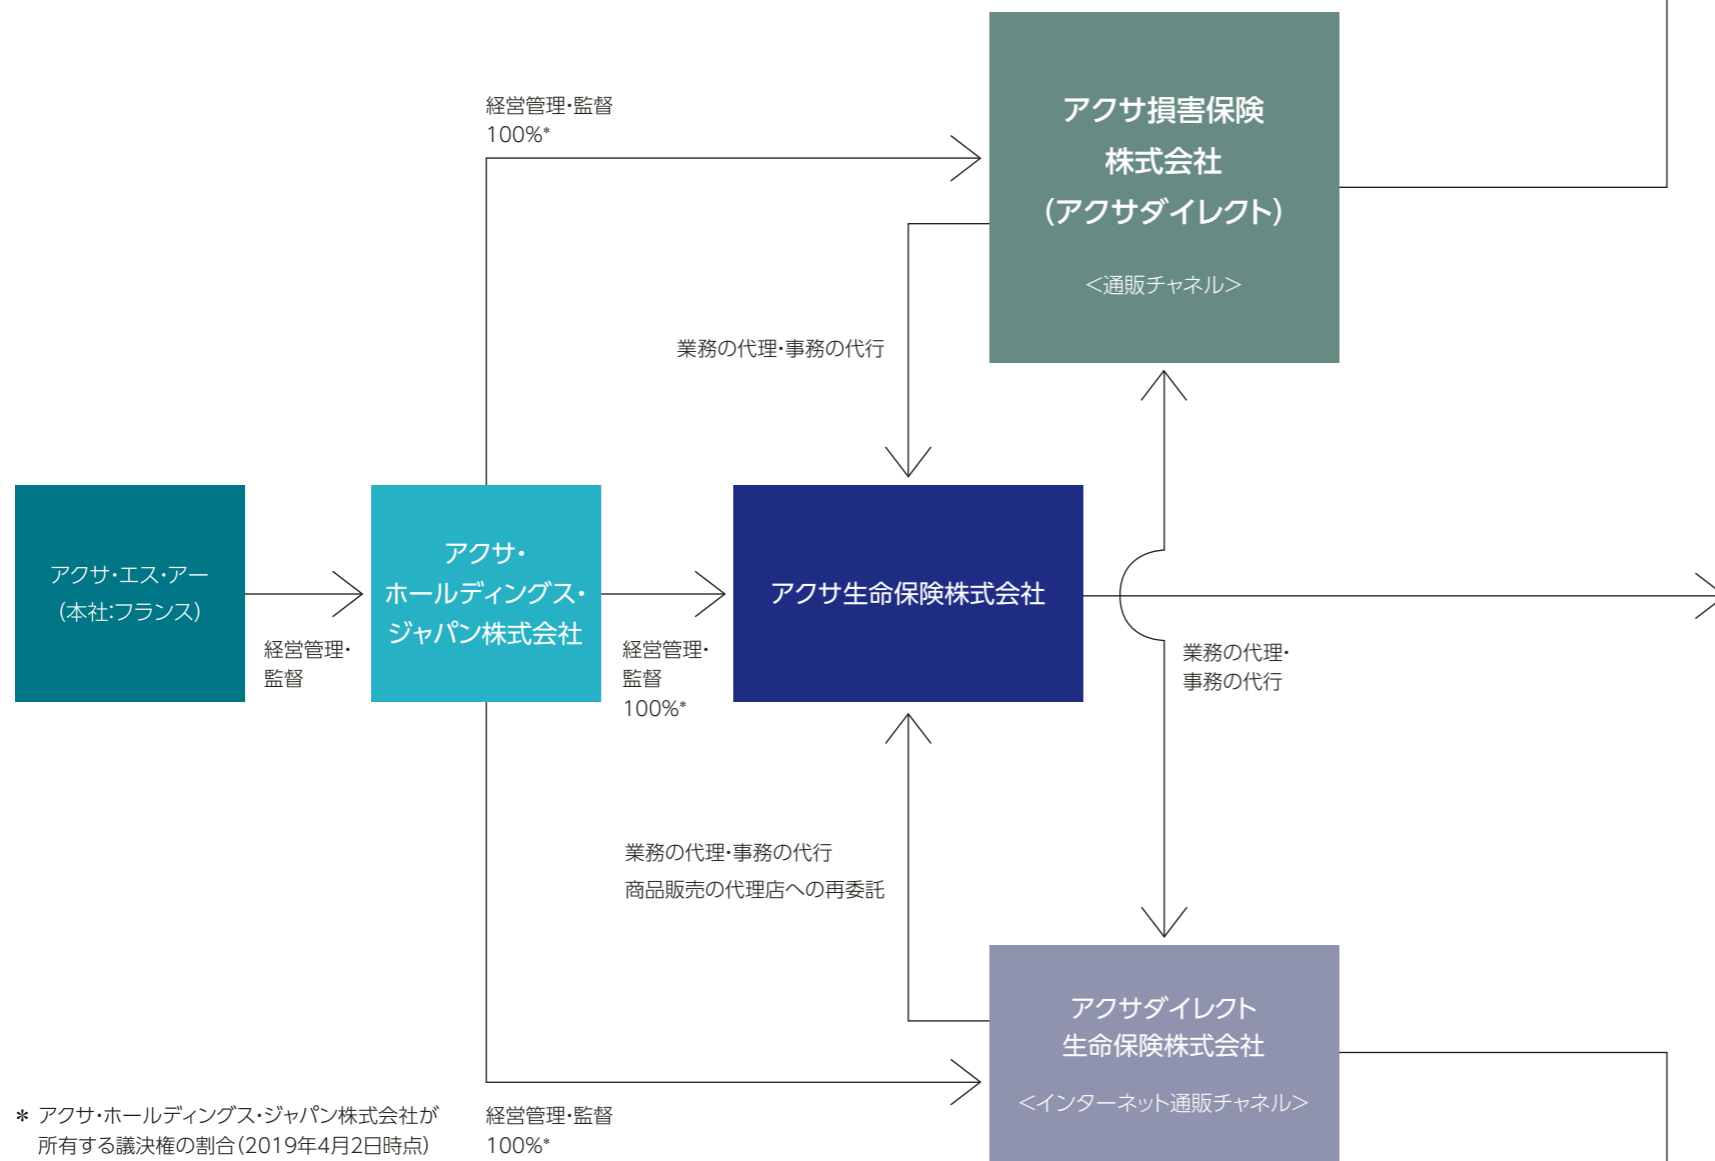 経営管理・監督
100%*
アクサ損害保険
株式会社
（アクサダイレクト）
＜通販チャネル＞
業務の代理・事務の代行
アクサ・エス・アー
（本社：フランス）
経営管理・
監督
アクサ・
ホールディングス・
ジャパン株式会社
経営管理・
監督
100%*
アクサ生命保険株式会社
業務の代理・
事務の代行
業務の代理・事務の代行
商品販売の代理店への再委託
アクサダイレクト
生命保険株式会社
＜インターネット通販チャネル＞
経営管理・監督
100%*
* アクサ・ホールディングス・ジャパン株式会社が
所有する議決権の割合（2019年4月2日時点）